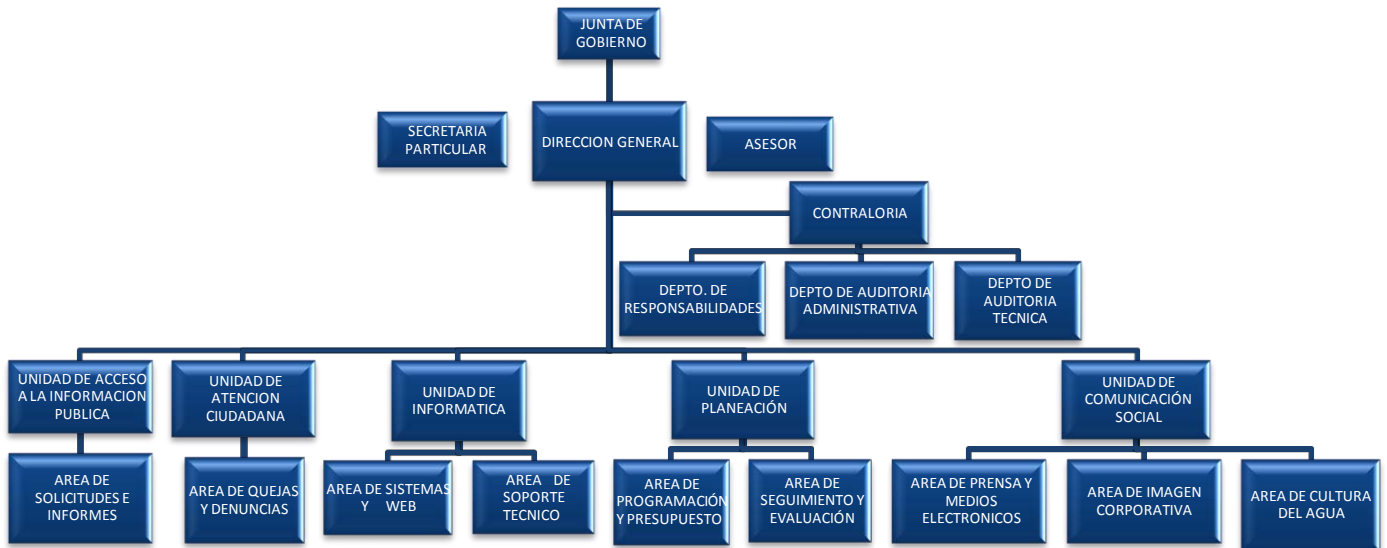 JUNTA DE
GOBIERNO
SECRETARIA
PARTICULAR
DIRECCION GENERAL
ASESOR
CONTRALORIA
DEPTO. DE
RESPONSABILIDADES
DEPTO DE AUDITORIA
ADMINISTRATIVA
DEPTO DE
AUDITORIA
TECNICA
UNIDAD DE ACCESO
A LA INFORMACION
PUBLICA
UNIDAD DE
ATENCION
CIUDADANA
UNIDAD DE
INFORMATICA
UNIDAD DE
PLANEACIÓN
UNIDAD DE
COMUNICACIÓN
SOCIAL
AREA DE
SOLICITUDES E
INFORMES
AREA DE QUEJAS
Y DENUNCIAS
AREA DE SISTEMAS
Y WEB
AREA DE
SOPORTE
TECNICO
AREA DE
PROGRAMACIÓN
Y PRESUPUESTO
AREA DE
SEGUIMIENTO Y
EVALUACIÓN
AREA DE PRENSA Y
MEDIOS
ELECTRONICOS
AREA DE IMAGEN
CORPORATIVA
AREA DE CULTURA
DEL AGUA